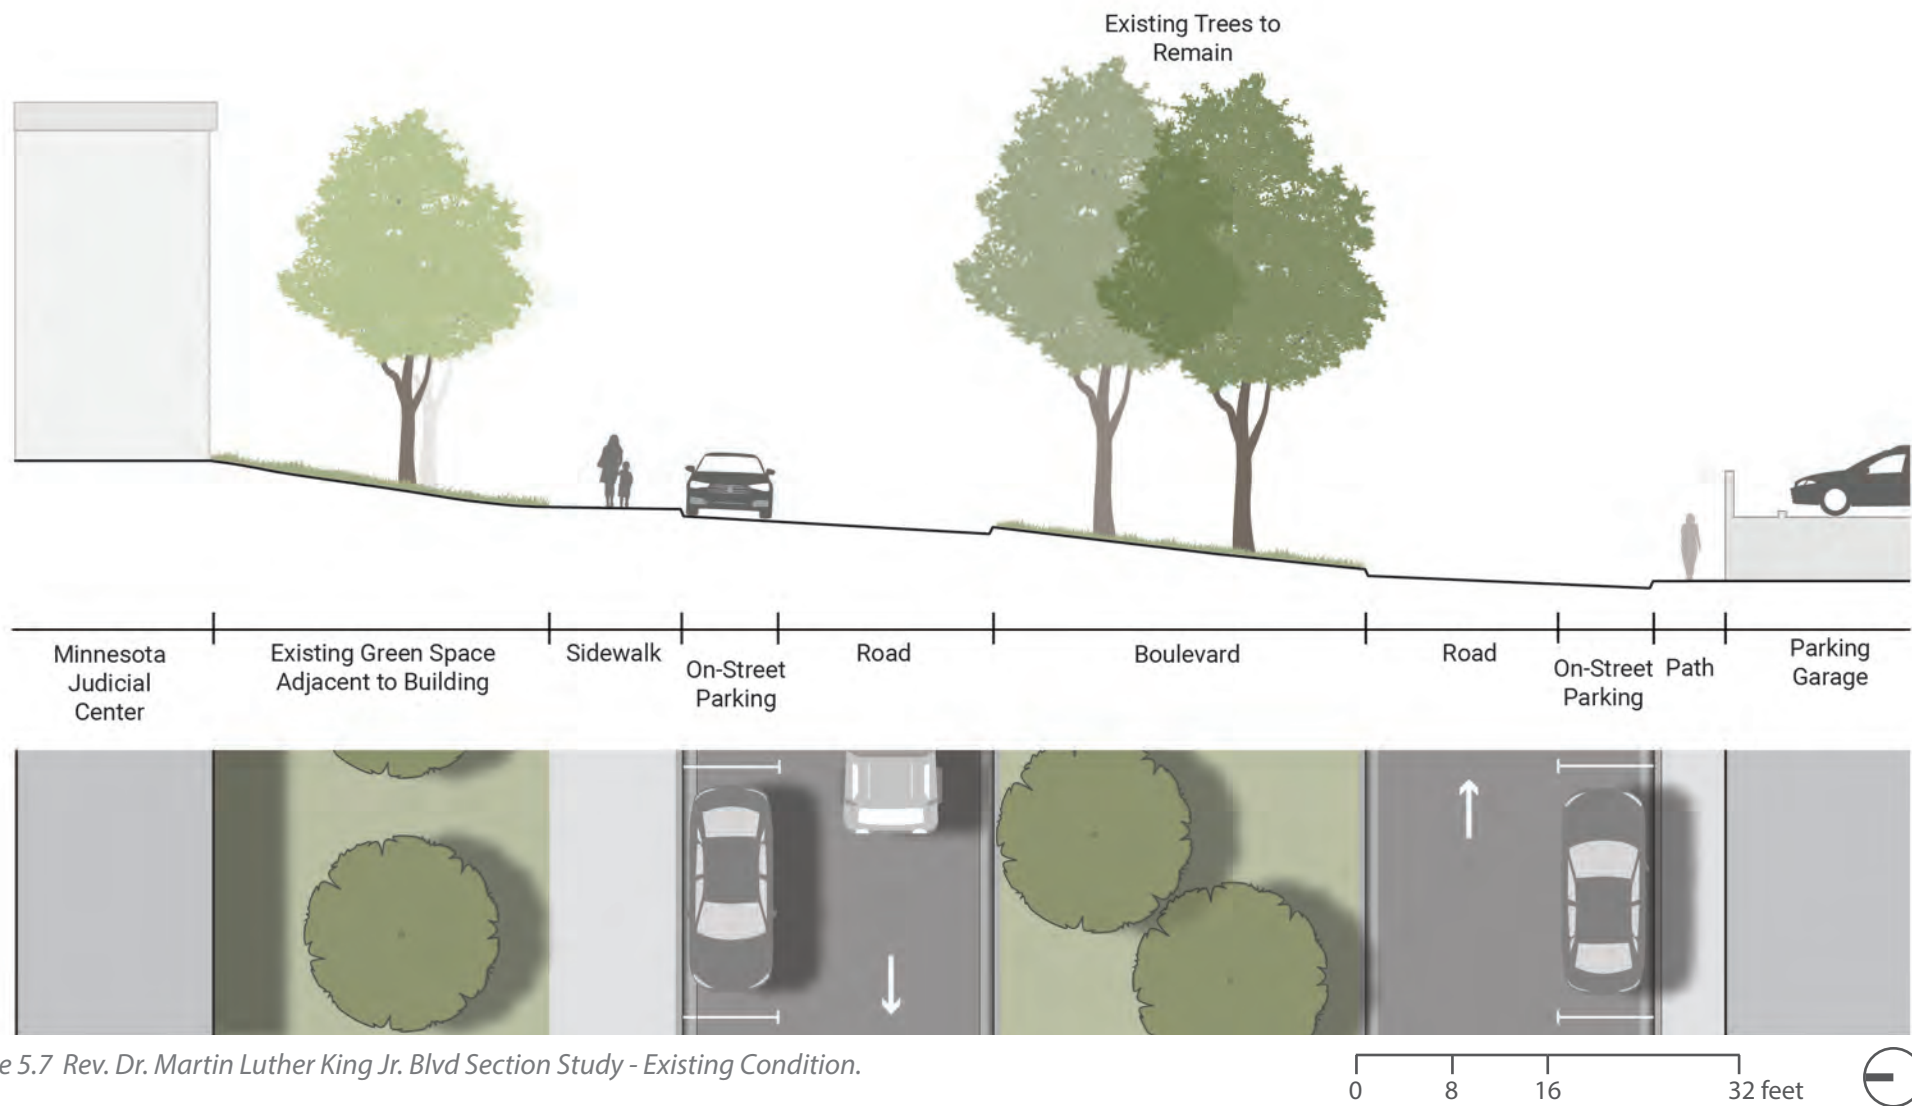 Existing Trees to
Remain
Minnesota
Judicial
Center
Existing Green Space
Adjacent to Building
Sidewalk
On-Street
Parking
Road
Boulevard
Road
On-Street
Parking
Path
Parking
Garage
e 5.7 Rev. Dr. Martin Luther King Jr. Blvd Section Study - Existing Condition.
0 8 16 32 feet